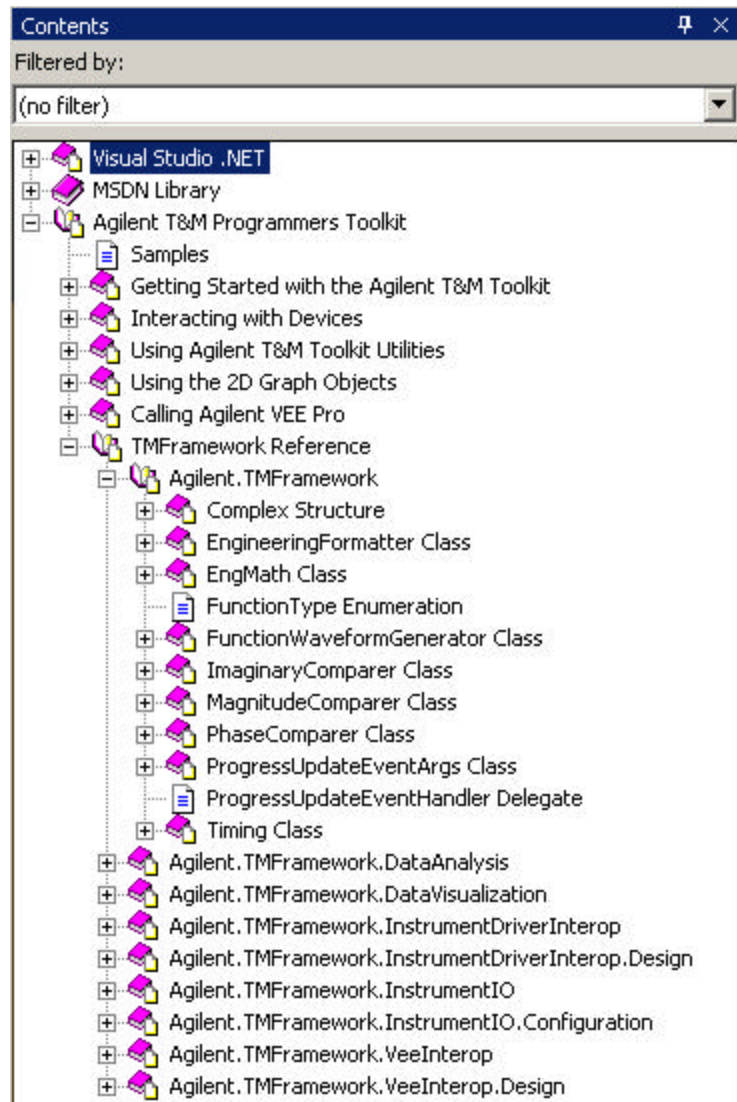 Contents
Filtered by:
(no filter)
Visual Studio .NET
MSDN Library
Agilent T&M Programmers Toolkit
Samples
Getting Started with the Agilent T&M Toolkit
Interacting with Devices
Using Agilent T&M Toolkit Utilities
Using the 2D Graph Objects
Calling Agilent VEE Pro
TMFramework Reference
Agilent.TMFramework
Complex Structure
EngineeringFormatter Class
EngMath Class
FunctionType Enumeration
FunctionWaveformGenerator Class
ImaginaryComparer Class
MagnitudeComparer Class
PhaseComparer Class
ProgressUpdateEventArgs Class
ProgressUpdateEventHandler Delegate
Timing Class
Agilent.TMFramework.DataAnalysis
Agilent.TMFramework.DataVisualization
Agilent.TMFramework.InstrumentDriverInterop
Agilent.TMFramework.InstrumentDriverInterop.Design
Agilent.TMFramework.InstrumentIO
Agilent.TMFramework.InstrumentIO.Configuration
Agilent.TMFramework.VeeInterop
Agilent.TMFramework.VeeInterop.Design